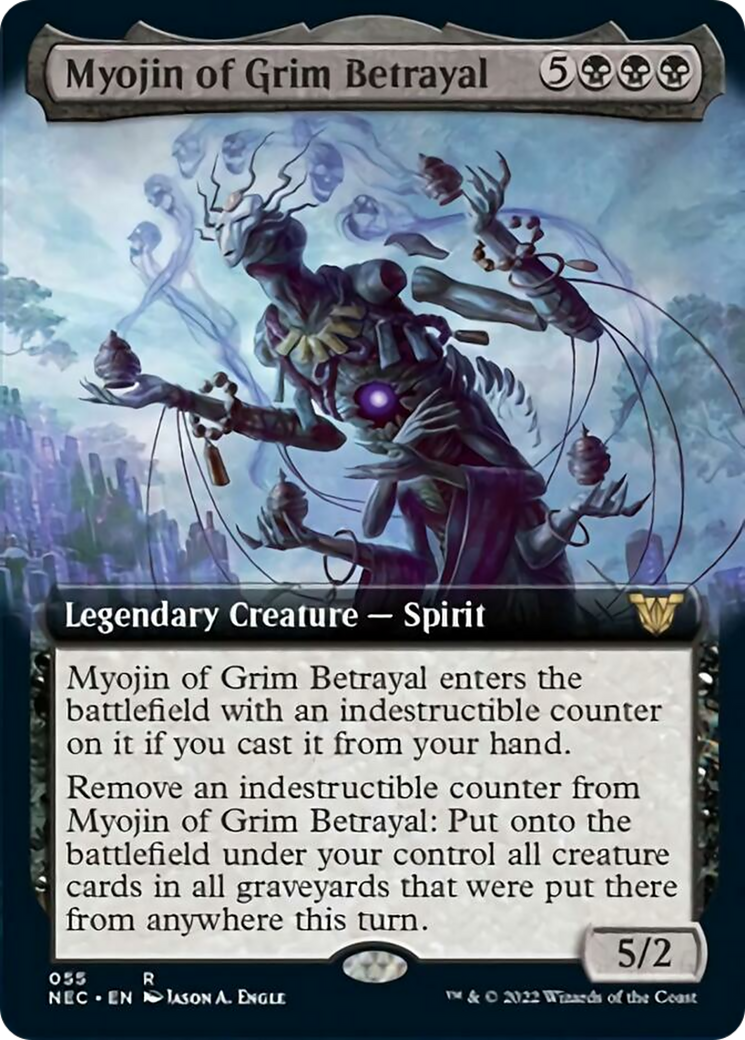 Myojin of Grim Betrayal 5
Legendary Creature — Spirit
Myojin of Grim Betrayal enters the
battlefield with an indestructible counter
on it if you cast it from your hand.
Remove an indestructible counter from
Myojin of Grim Betrayal: Put onto the
battlefield under your control all creature
cards in all graveyards that were put there
from anywhere this turn.
5/2
055 R
NEC • EN Jason A. Engle
™ & © 2022 Wizards of the Coast